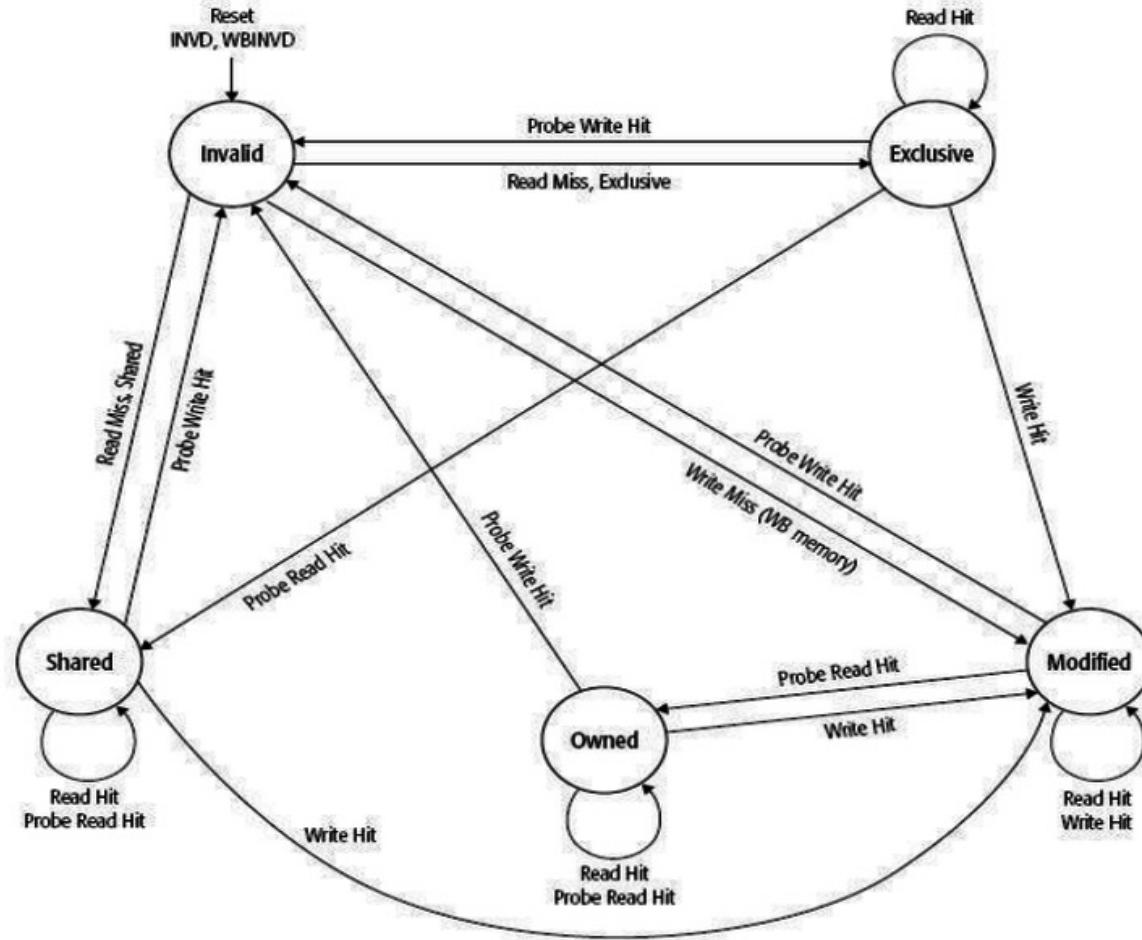 Reset
INVD, WBINVD
Read Hit
Invalid
Probe Write Hit
Exclusive
Read Miss, Exclusive
Read Miss, Shared
Probe Write Hit
Write Hit
Probe Write Hit
Write Miss (WB memory)
Probe Write Hit
Probe Read Hit
Shared
Probe Read Hit
Modified
Owned
Write Hit
Read Hit
Probe Read Hit
Read Hit
Write Hit
Write Hit
Read Hit
Probe Read Hit